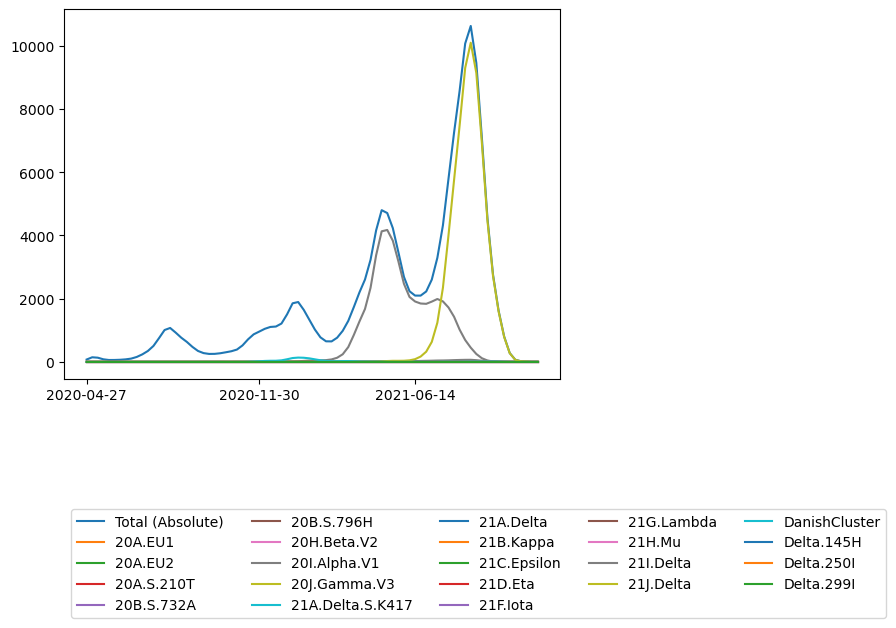 10000
8000
6000
4000
2000
0
2020-04-27 2020-11-30 2021-06-14
Total (Absolute) 20B.S.796H 21A.Delta 21G.Lambda DanishCluster
20A.EU1 20H.Beta.V2 21B.Kappa 21H.Mu Delta.145H
20A.EU2 20I.Alpha.V1 21C.Epsilon 21I.Delta Delta.250I
20A.S.210T 20J.Gamma.V3 21D.Eta 21J.Delta Delta.299I
20B.S.732A 21A.Delta.S.K417 21F.Iota